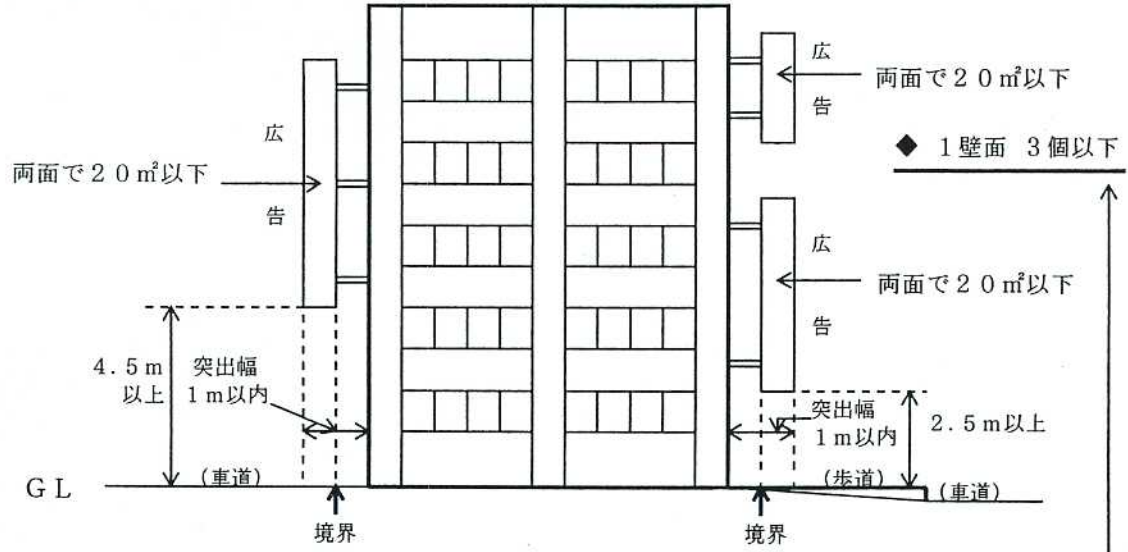 広
告
両面で２０㎡以下
広
告
両面で２０㎡以下
◆ １壁面 ３個以下
広
告
両面で２０㎡以下
4.5m
以上
突出幅
1m以内
突出幅
1m以内
2.5m以上
GL
(車道)
(歩道)
(車道)
境界
境界